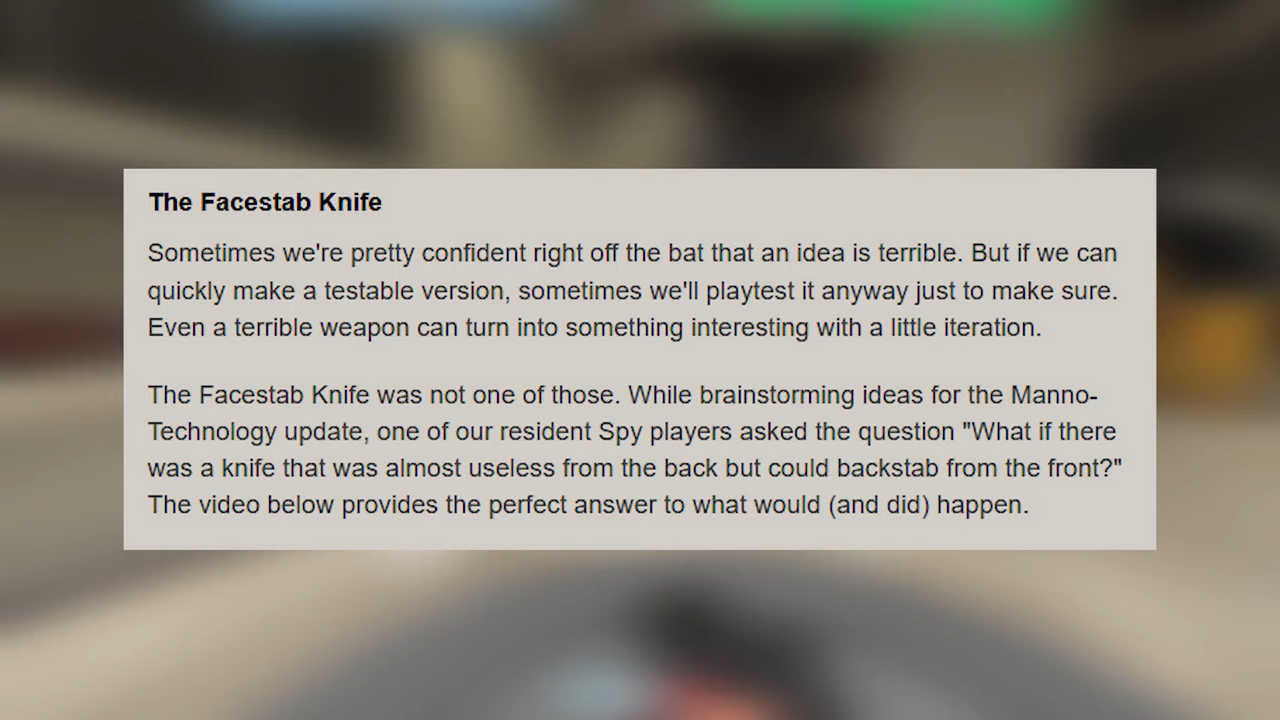 The Facestab Knife
Sometimes we're pretty confident right off the bat that an idea is terrible. But if we can
quickly make a testable version, sometimes we'll playtest it anyway just to make sure.
Even a terrible weapon can turn into something interesting with a little iteration.
The Facestab Knife was not one of those. While brainstorming ideas for the Manno-
Technology update, one of our resident Spy players asked the question "What if there
was a knife that was almost useless from the back but could backstab from the front?"
The video below provides the perfect answer to what would (and did) happen.